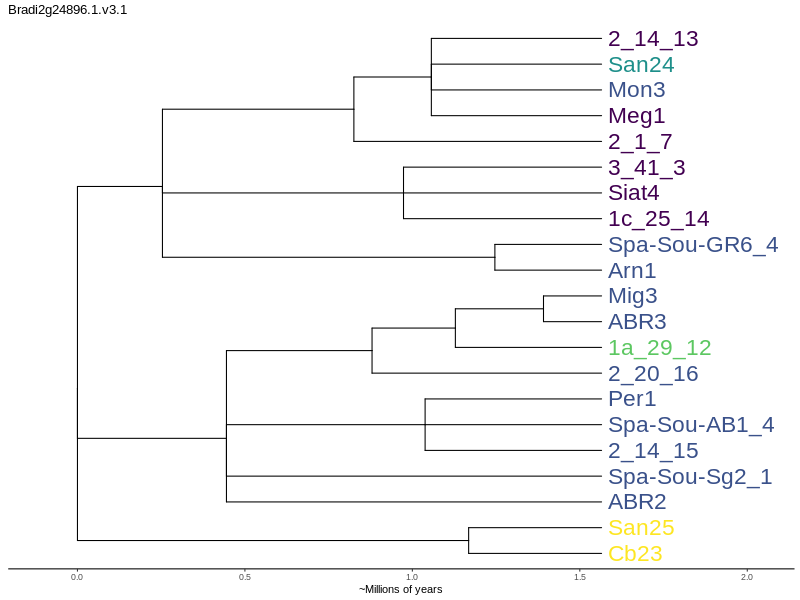 Bradi2g24896.1.v3.1
2_14_13
San24
Mon3
Meg1
2_1_7
3_41_3
Siat4
1c_25_14
Spa-Sou-GR6_4
Arn1
Mig3
ABR3
1a_29_12
2_20_16
Per1
Spa-Sou-AB1_4
2_14_15
Spa-Sou-Sg2_1
ABR2
San25
Cb23
0.0 0.5 1.0 1.5 2.0
~Millions of years